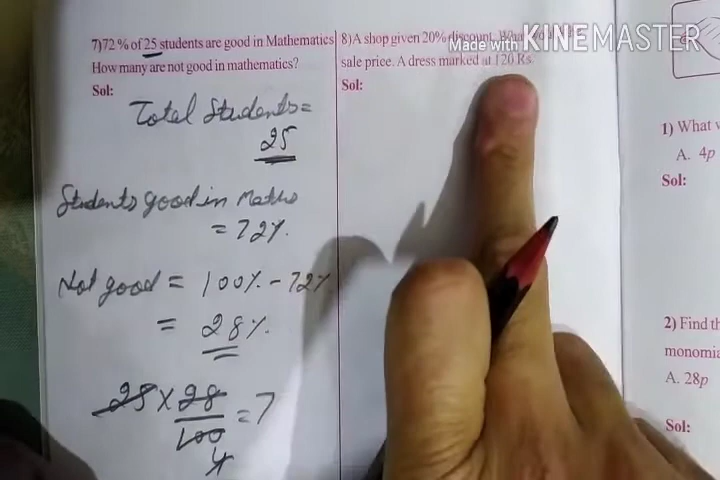 7)72 % of 25 students are good in Mathematics
How many are not good in mathematics?
Sol:
Total Students =
25
Students good in Maths
= 72%.
Not good = 100% - 72%
= 28%.
25 × 28 = 7
100
4
8)A shop given 20% discount.
sale price. A dress marked at 120 Rs.
Sol:
Made with KINEMASTER
1) What
A. 4p
Sol:
2) Find
monomia
A. 28p
Sol: